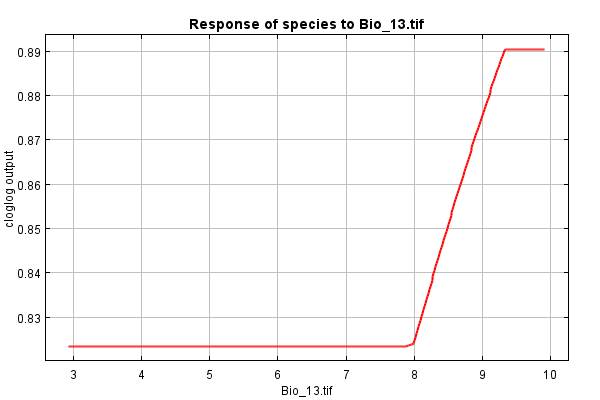 Response of species to Bio_13.tif
0.89
0.88
0.87
0.86
0.85
0.84
0.83
cloglog output
3 4 5 6 7 8 9 10
Bio_13.tif